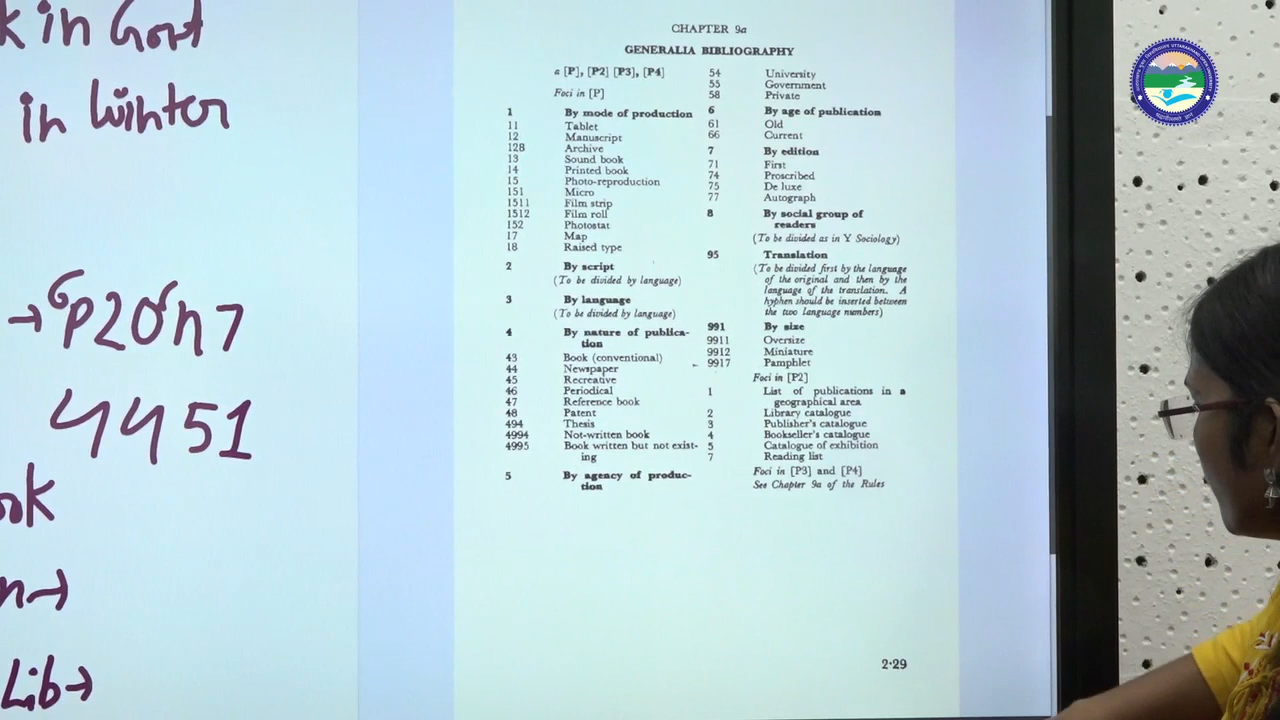 k in Govt
in Winter
4451
ook
n→
Lib→
CHAPTER 9a
GENERALIA BIBLIOGRAPHY
a [P], [P2] [P3], [P4]
Foci in [P]
1 By mode of production
11 Tablet
12 Manuscript
128 Archive
13 Sound book
14 Printed book
15 Photo-reproduction
151 Micro
1511 Film strip
1512 Film roll
152 Photostat
17 Map
18 Raised type
2 By script
(To be divided by language)
3 By language
(To be divided by language)
4 By nature of publica-
tion
43 Book (conventional)
44 Newspaper
45 Recreative
46 Periodical
47 Reference book
48 Patent
494 Thesis
4994 Not-written book
4995 Book written but not exist-
ing
5 By agency of produc-
tion
54 University
55 Government
58 Private
6 By age of publication
61 Old
66 Current
7 By edition
71 First
74 Proscribed
75 De luxe
77 Autograph
8 By social group of
readers
(To be divided as in Y Sociology)
95 Translation
(To be divided first by the language
of the original and then by the
language of the translation. A
hyphen should be inserted between
the two language numbers)
991 By size
9911 Oversize
9912 Miniature
9917 Pamphlet
Foci in [P2]
1 List of publications in a
geographical area
2 Library catalogue
3 Publisher's catalogue
4 Bookseller's catalogue
5 Catalogue of exhibition
7 Reading list
Foci in [P3] and [P4]
See Chapter 9a of the Rules
2·29